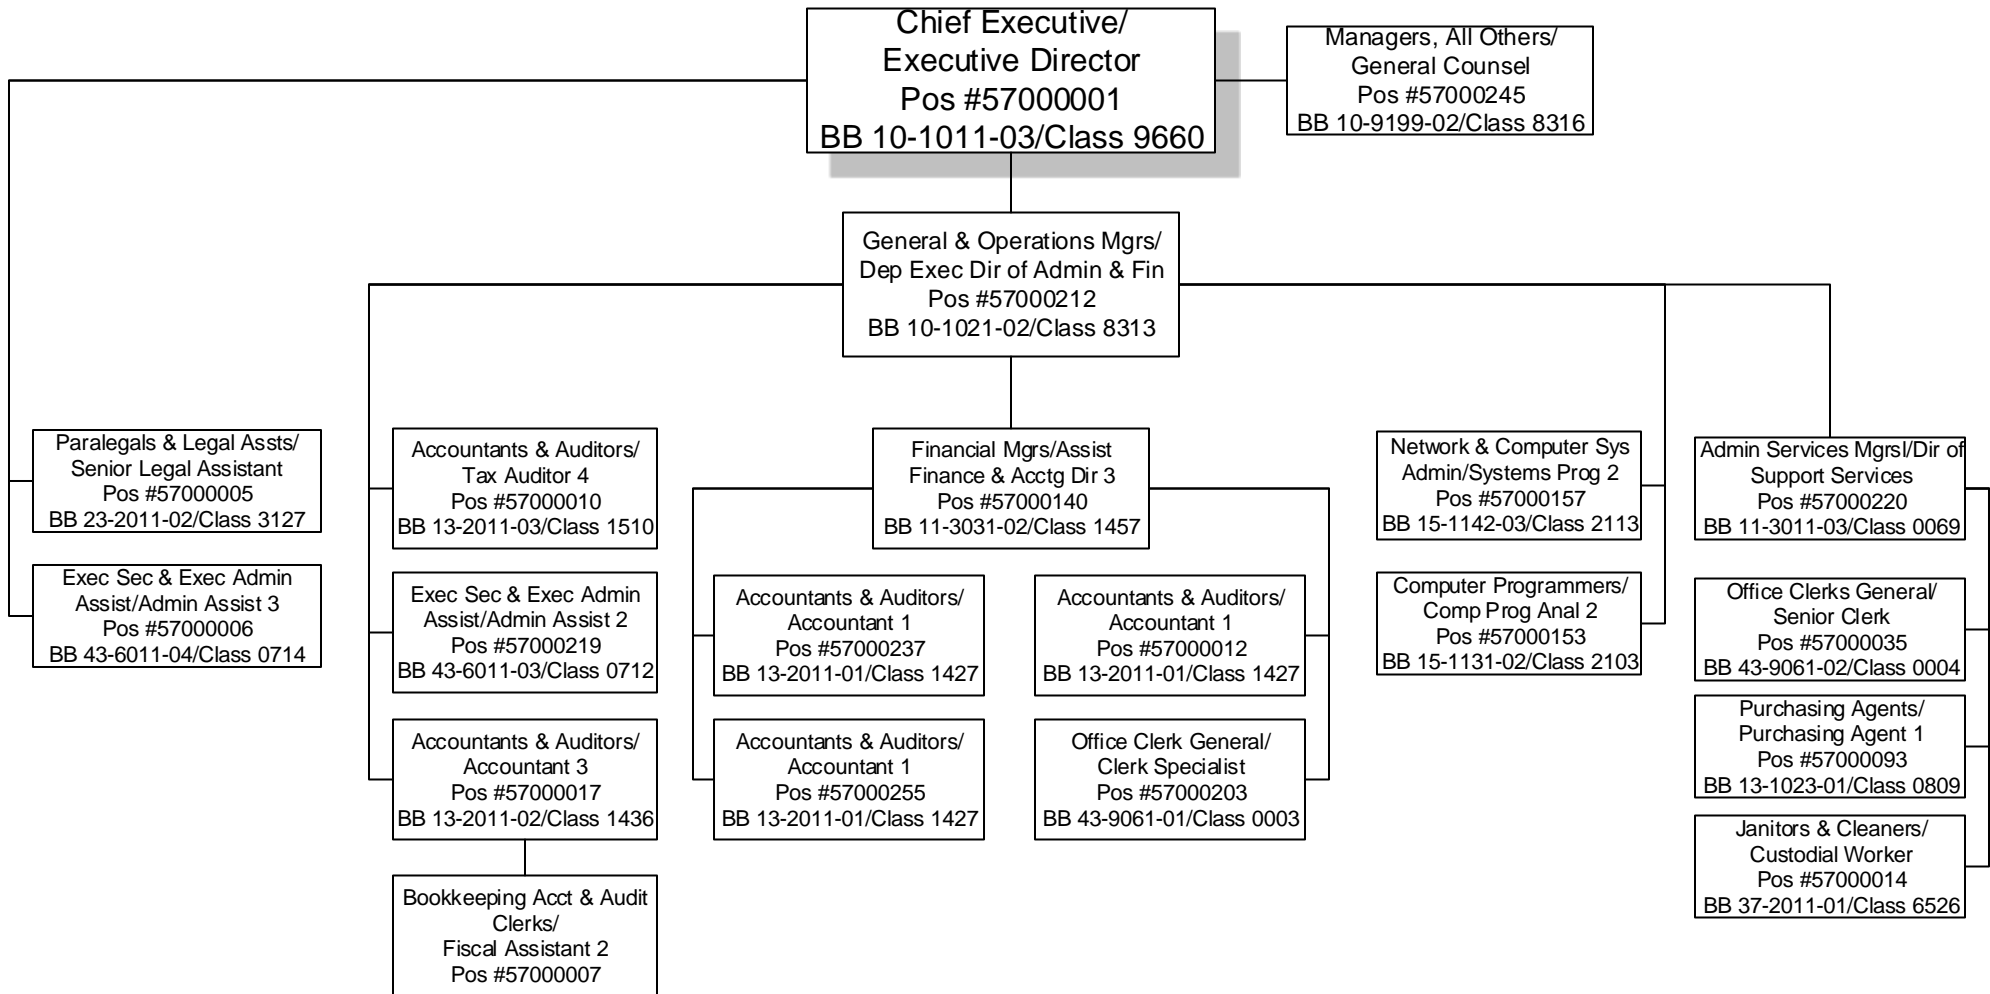 Chief Executive/
Executive Director
Pos #57000001
BB 10-1011-03/Class 9660
Managers, All Others/
General Counsel
Pos #57000245
BB 10-9199-02/Class 8316
General & Operations Mgrs/
Dep Exec Dir of Admin & Fin
Pos #57000212
BB 10-1021-02/Class 8313
Paralegals & Legal Assts/
Senior Legal Assistant
Pos #57000005
BB 23-2011-02/Class 3127
Exec Sec & Exec Admin
Assist/Admin Assist 3
Pos #57000006
BB 43-6011-04/Class 0714
Accountants & Auditors/
Tax Auditor 4
Pos #57000010
BB 13-2011-03/Class 1510
Exec Sec & Exec Admin
Assist/Admin Assist 2
Pos #57000219
BB 43-6011-03/Class 0712
Accountants & Auditors/
Accountant 3
Pos #57000017
BB 13-2011-02/Class 1436
Bookkeeping Acct & Audit
Clerks/
Fiscal Assistant 2
Pos #57000007
Financial Mgrs/Assist
Finance & Acctg Dir 3
Pos #57000140
BB 11-3031-02/Class 1457
Accountants & Auditors/
Accountant 1
Pos #57000237
BB 13-2011-01/Class 1427
Accountants & Auditors/
Accountant 1
Pos #57000255
BB 13-2011-01/Class 1427
Accountants & Auditors/
Accountant 1
Pos #57000012
BB 13-2011-01/Class 1427
Office Clerk General/
Clerk Specialist
Pos #57000203
BB 43-9061-01/Class 0003
Network & Computer Sys
Admin/Systems Prog 2
Pos #57000157
BB 15-1142-03/Class 2113
Computer Programmers/
Comp Prog Anal 2
Pos #57000153
BB 15-1131-02/Class 2103
Admin Services Mgrsl/Dir of
Support Services
Pos #57000220
BB 11-3011-03/Class 0069
Office Clerks General/
Senior Clerk
Pos #57000035
BB 43-9061-02/Class 0004
Purchasing Agents/
Purchasing Agent 1
Pos #57000093
BB 13-1023-01/Class 0809
Janitors & Cleaners/
Custodial Worker
Pos #57000014
BB 37-2011-01/Class 6526